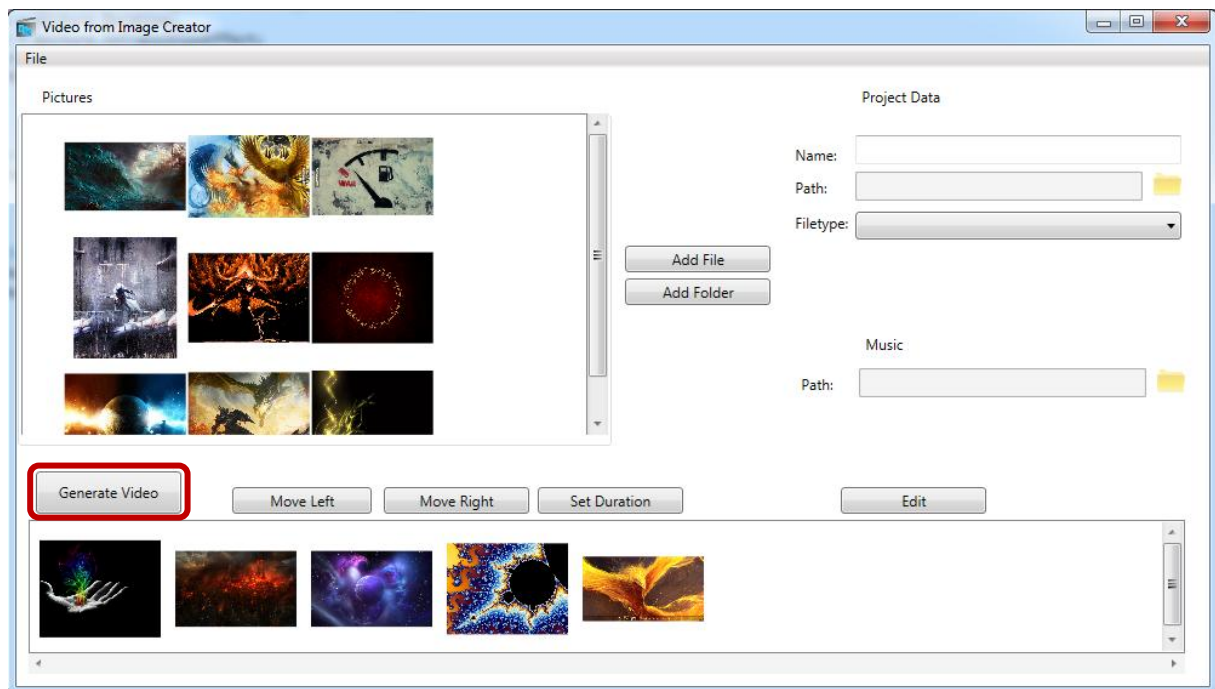 Video from Image Creator
File
Pictures
Project Data
Name:
Path:
Filetype:
Add File
Add Folder
Music
Path:
Generate Video
Move Left
Move Right
Set Duration
Edit